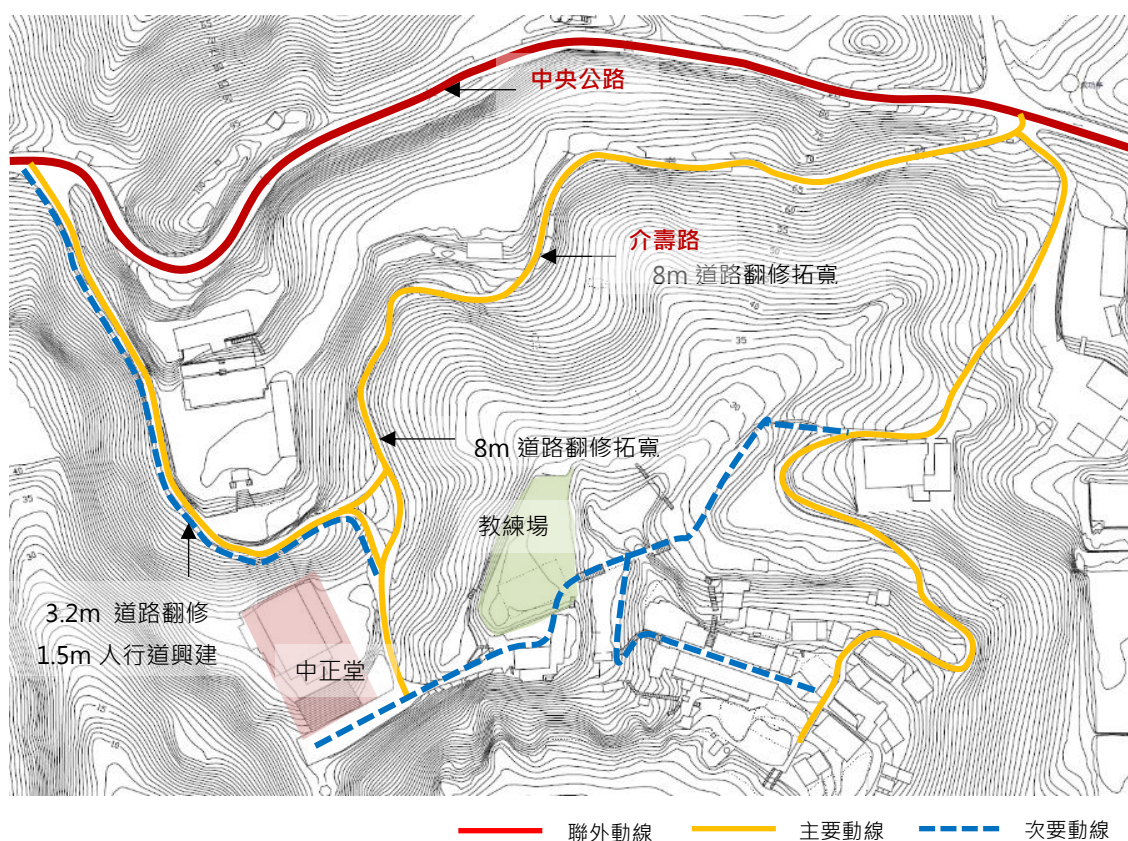 中央公路
介壽路
8m 道路翻修拓寬
35
30
8m 道路翻修拓寬
教練場
3.2m 道路翻修
1.5m 人行道興建
中正堂
聯外動線
主要動線
次要動線